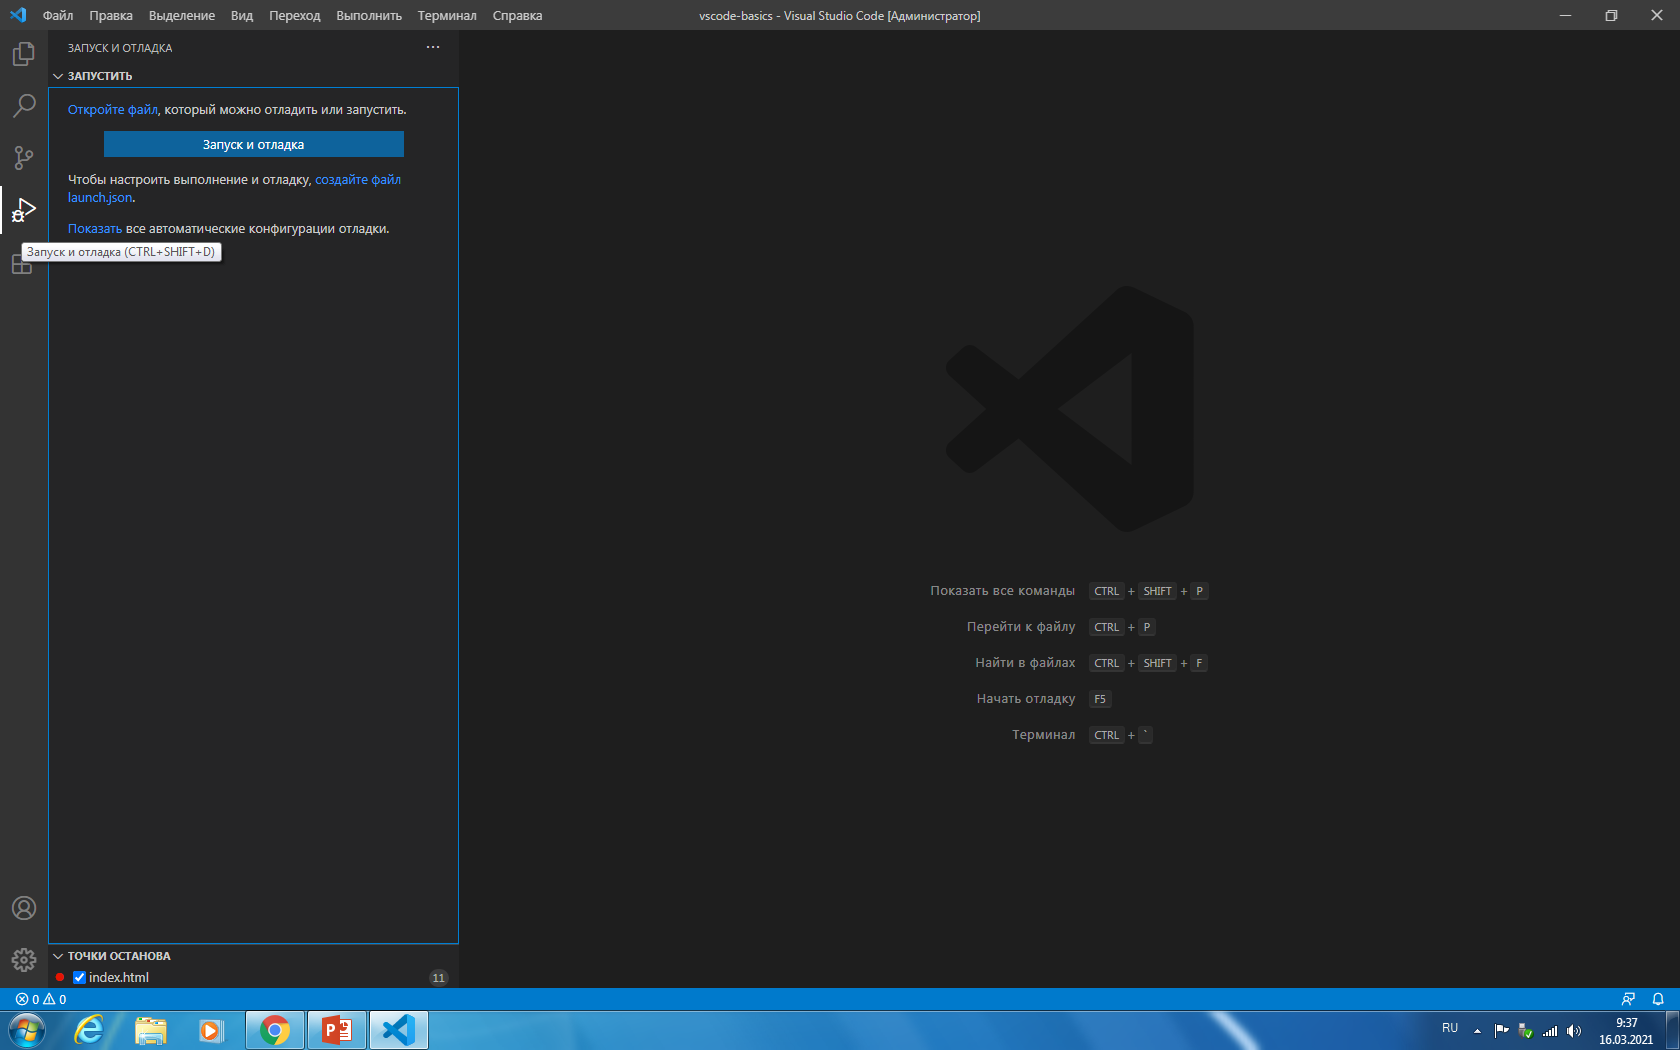 Файл Правка Выделение Вид Переход Выполнить Терминал Справка
vscode-basics - Visual Studio Code [Администратор]
ЗАПУСК И ОТЛАДКА
ЗАПУСТИТЬ
Откройте файл, который можно отладить или запустить.
Запуск и отладка
Чтобы настроить выполнение и отладку, создайте файл
launch.json.
Показать все автоматические конфигурации отладки.
Запуск и отладка (CTRL+SHIFT+D)
Показать все команды CTRL + SHIFT + P
Перейти к файлу CTRL + P
Найти в файлах CTRL + SHIFT + F
Начать отладку F5
Терминал CTRL + `
ТОЧКИ ОСТАНОВА
index.html 11
0 0
RU
9:37
16.03.2021